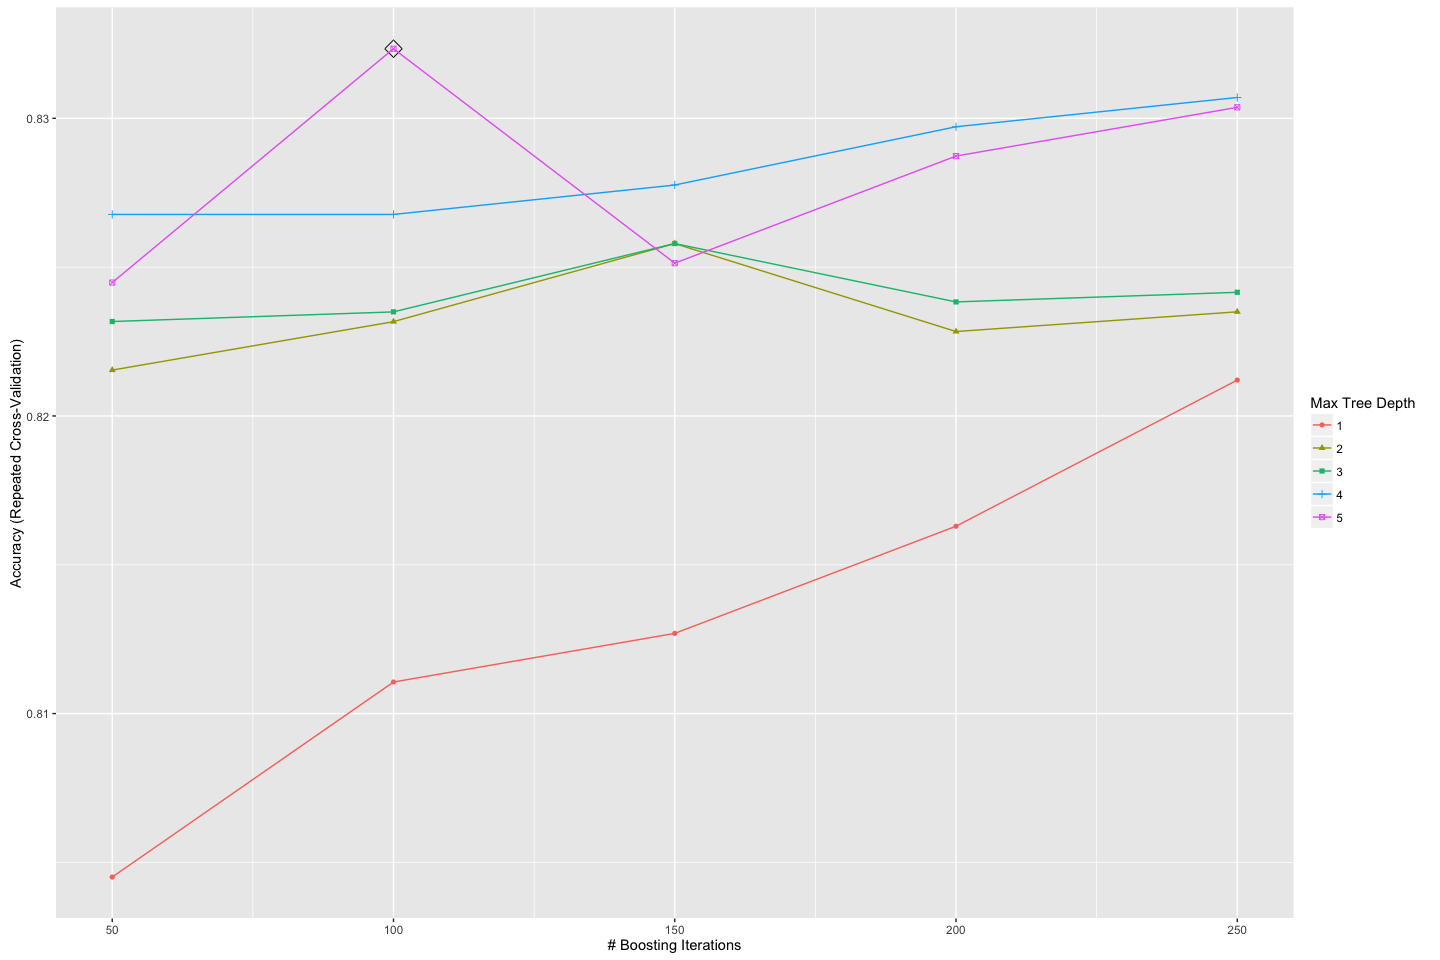 Accuracy (Repeated Cross-Validation)
0.83
0.82
0.81
50 100 150 200 250
# Boosting Iterations
Max Tree Depth
1
2
3
4
5